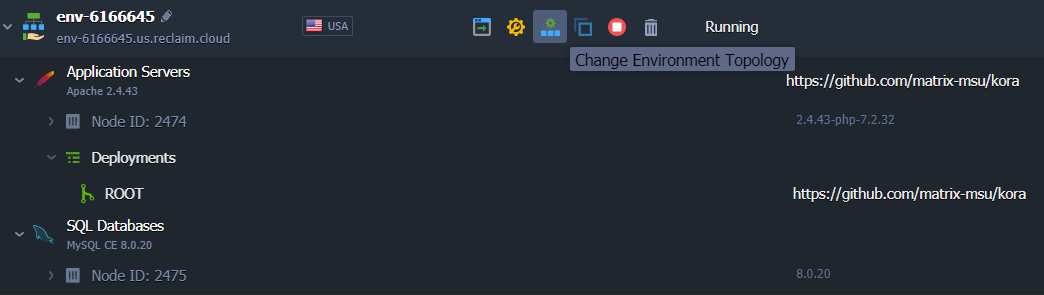 env-6166645
env-6166645.us.reclaim.cloud
USA
Running
Change Environment Topology
Application Servers
Apache 2.4.43
https://github.com/matrix-msu/kora
Node ID: 2474
2.4.43-php-7.2.32
Deployments
ROOT
https://github.com/matrix-msu/kora
SQL Databases
MySQL CE 8.0.20
Node ID: 2475
8.0.20